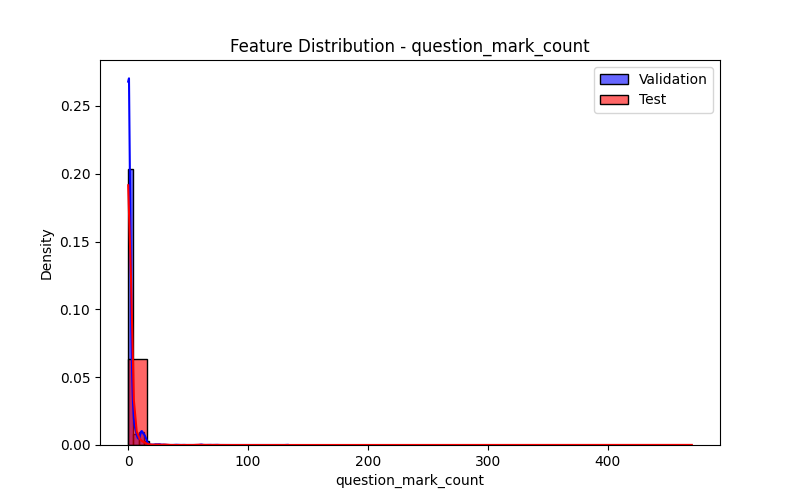 Feature Distribution - question_mark_count
Validation
Test
Density
0.25
0.20
0.15
0.10
0.05
0.00
0 100 200 300 400
question_mark_count